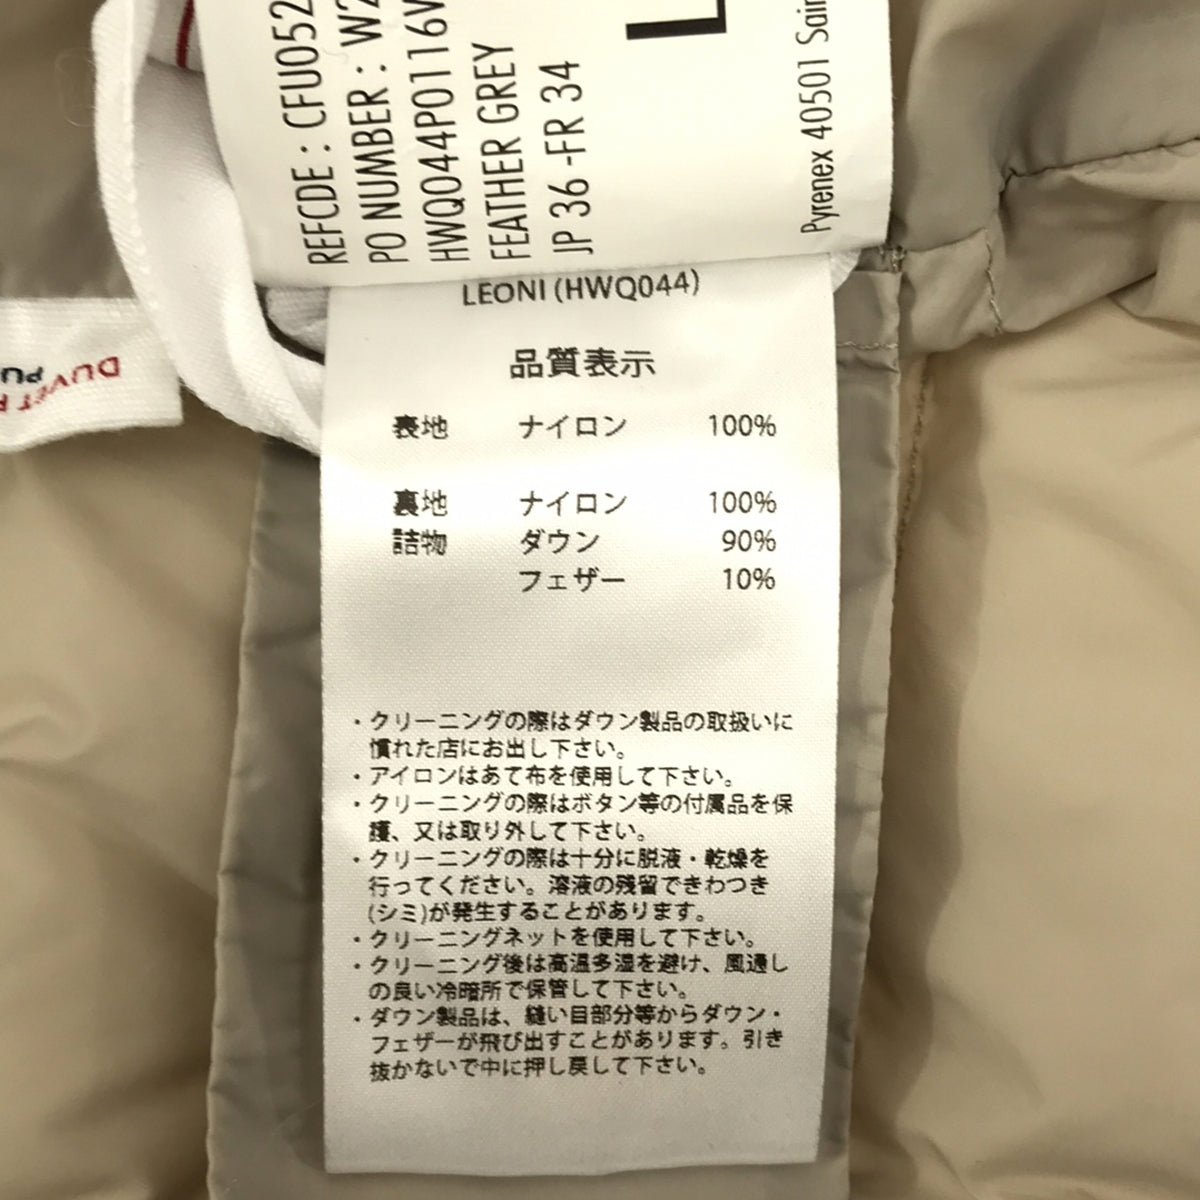 REFCDE : CFU052
PO NUMBER : W2
HWQ044P0116W
FEATHER GREY
JP 36 -FR 34
L
Pyrenex 40501 Sain
DUVET
PU
LEONI (HWQ044)
品質表示
表地 ナイロン 100%
裏地 ナイロン 100%
詰物 ダウン 90%
フェザー 10%
・クリーニングの際はダウン製品の取扱いに
慣れた店にお出し下さい。
・アイロンはあて布を使用して下さい。
・クリーニングの際はボタン等の付属品を保
護、又は取り外して下さい。
・クリーニングの際は十分に脱液・乾燥を
行ってください。溶液の残留できわつき
(シミ)が発生することがあります。
・クリーニングネットを使用して下さい。
・クリーニング後は高温多湿を避け、風通し
の良い冷暗所で保管して下さい。
・ダウン製品は、縫い目部分等からダウン・
フェザーが飛び出すことがあります。引き
抜かないで中に押し戻して下さい。